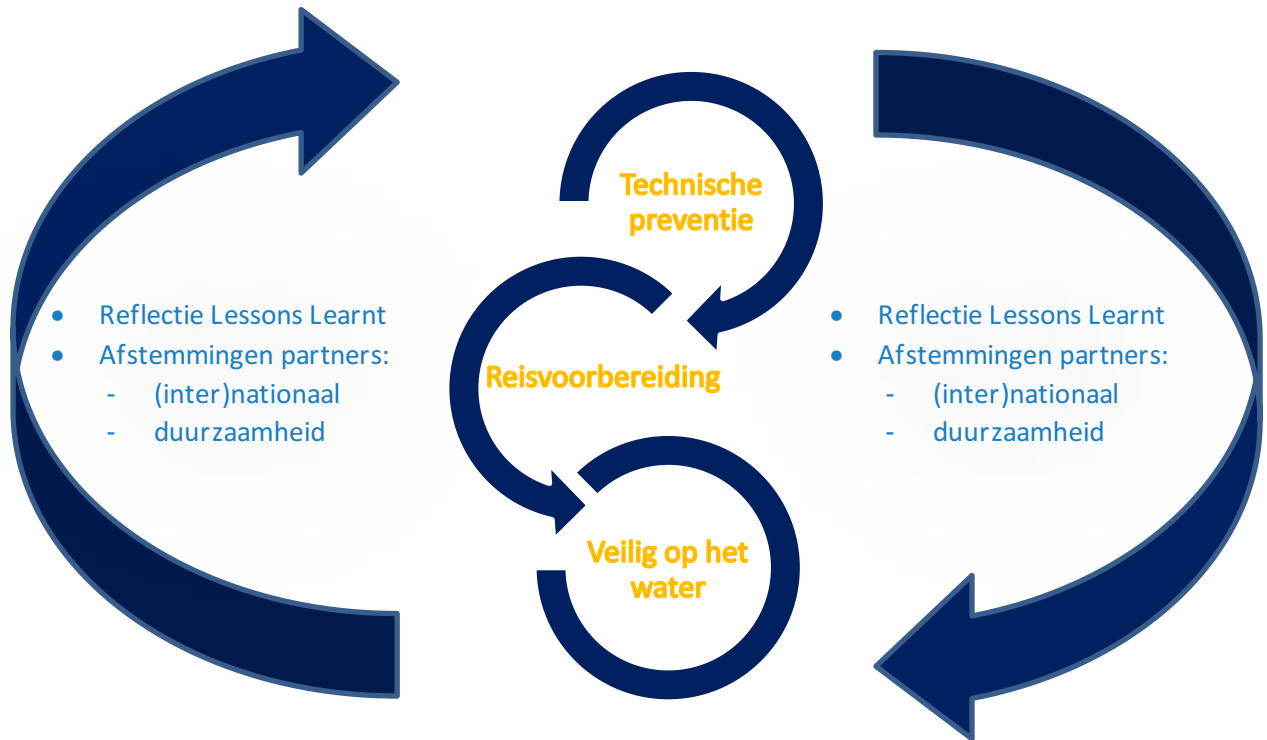 Technische
preventie
• Reflectie Lessons Learnt
• Afstemmingen partners:
- (inter)nationaal
- duurzaamheid
Reisvoorbereiding
Veilig op het
water
• Reflectie Lessons Learnt
• Afstemmingen partners:
- (inter)nationaal
- duurzaamheid